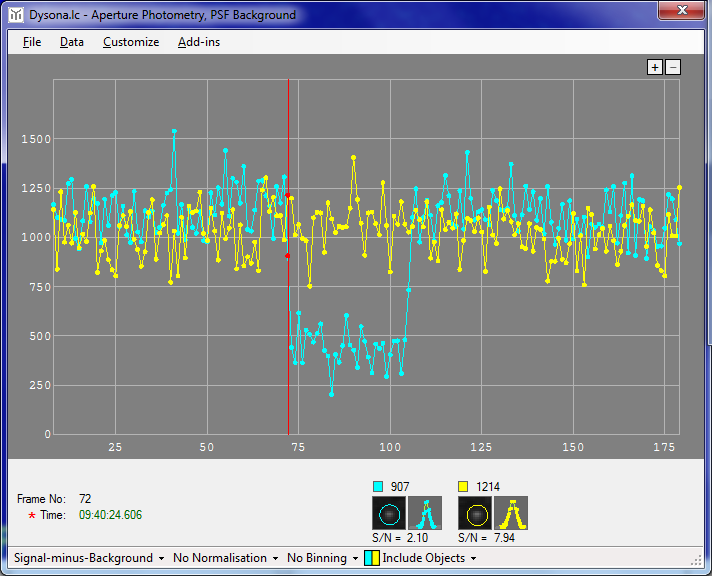 Dysona.lc - Aperture Photometry, PSF Background
File Data Customize Add-ins
+ −
1500
1250
1000
750
500
250
0
25 50 75 100 125 150 175
907 1214
Frame No: 72
* Time: 09:40:24.606
S/N = 2.10 S/N = 7.94
Signal-minus-Background No Normalisation No Binning Include Objects